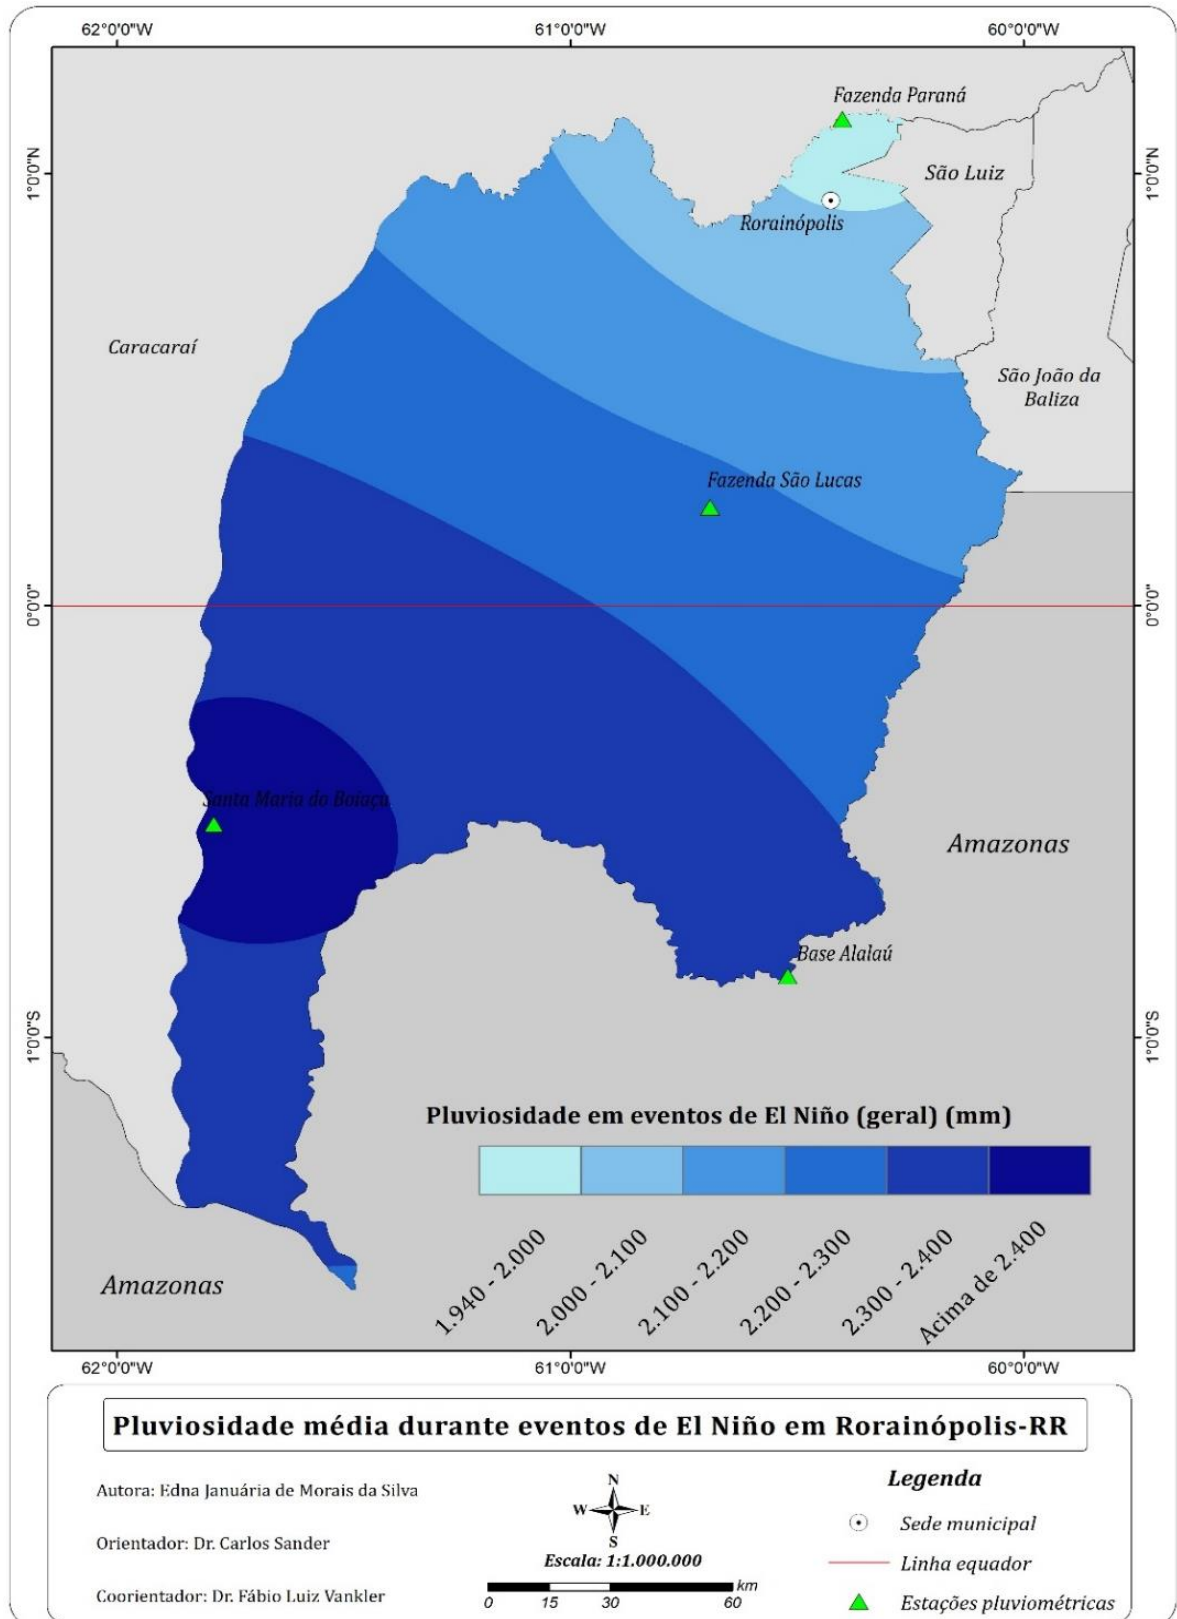 62°0'0"W
61°0'0"W
60°0'0"W
Fazenda Paraná
1°0'0"N
São Luiz
1°0'0"N
Rorainópolis
Caracaraí
São João da
Baliza
Fazenda São Lucas
0°0'0"
0°0'0"
Santa Maria do Boiaçu
Amazonas
Base Alalaú
1°0'0"S
1°0'0"S
Pluviosidade em eventos de El Niño (geral) (mm)
1.940 - 2.000
2.000 - 2.100
2.100 - 2.200
2.200 - 2.300
2.300 - 2.400
Acima de 2.400
Amazonas
62°0'0"W
61°0'0"W
60°0'0"W
Pluviosidade média durante eventos de El Niño em Rorainópolis-RR
Autora: Edna Januária de Morais da Silva
Orientador: Dr. Carlos Sander
Coorientador: Dr. Fábio Luiz Vankler
N
W E
S
Escala: 1:1.000.000
km
0 15 30 60
Legenda
Sede municipal
Linha equador
Estações pluviométricas